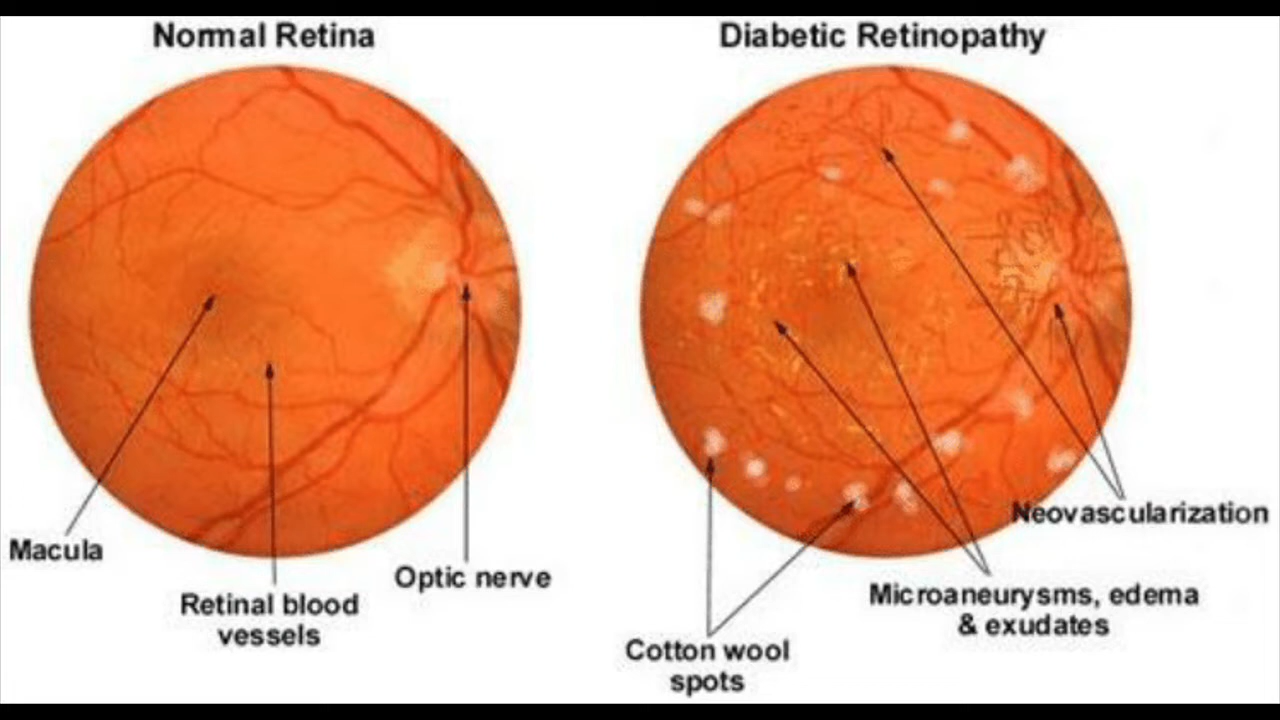 Normal Retina
Diabetic Retinopathy
Macula
Retinal blood
vessels
Optic nerve
Neovascularization
Microaneurysms, edema
& exudates
Cotton wool
spots